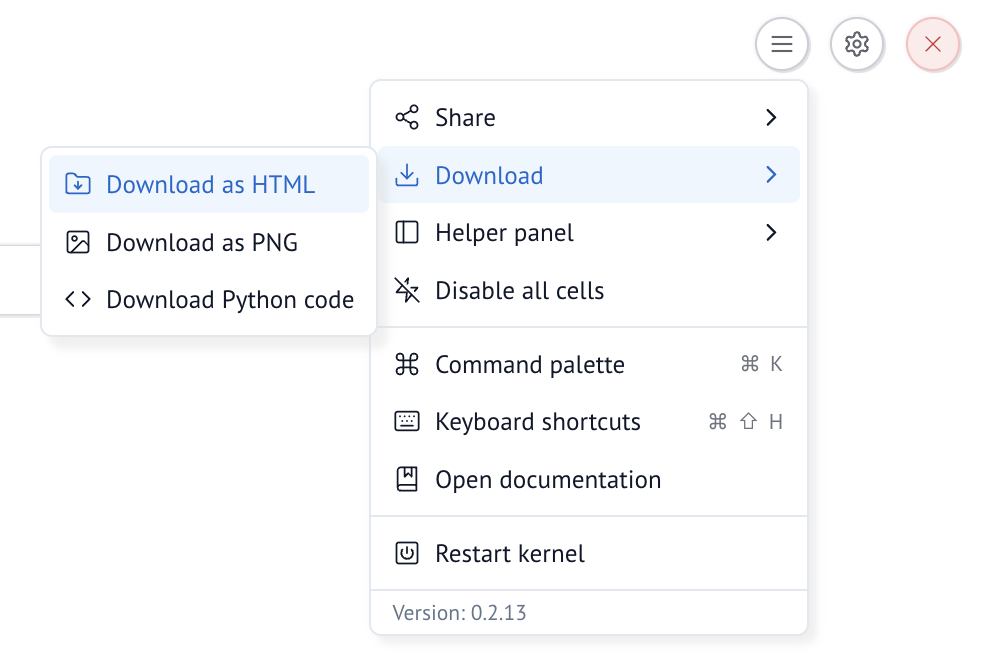 Share
Download
Helper panel
Disable all cells
Download as HTML
Download as PNG
Download Python code
Command palette ⌘ K
Keyboard shortcuts ⌘ ⇧ H
Open documentation
Restart kernel
Version: 0.2.13